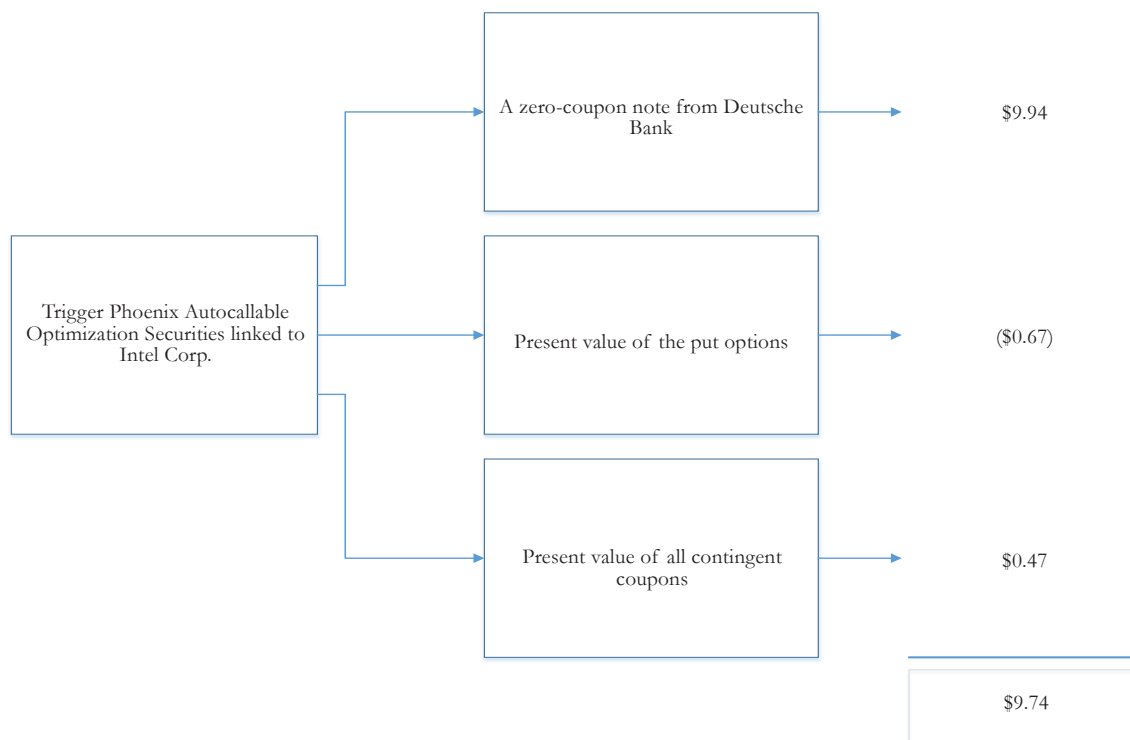 A zero-coupon note from Deutsche
Bank
$9.94
Trigger Phoenix Autocallable
Optimization Securities linked to
Intel Corp.
Present value of the put options
($0.67)
Present value of all contingent
coupons
$0.47
$9.74